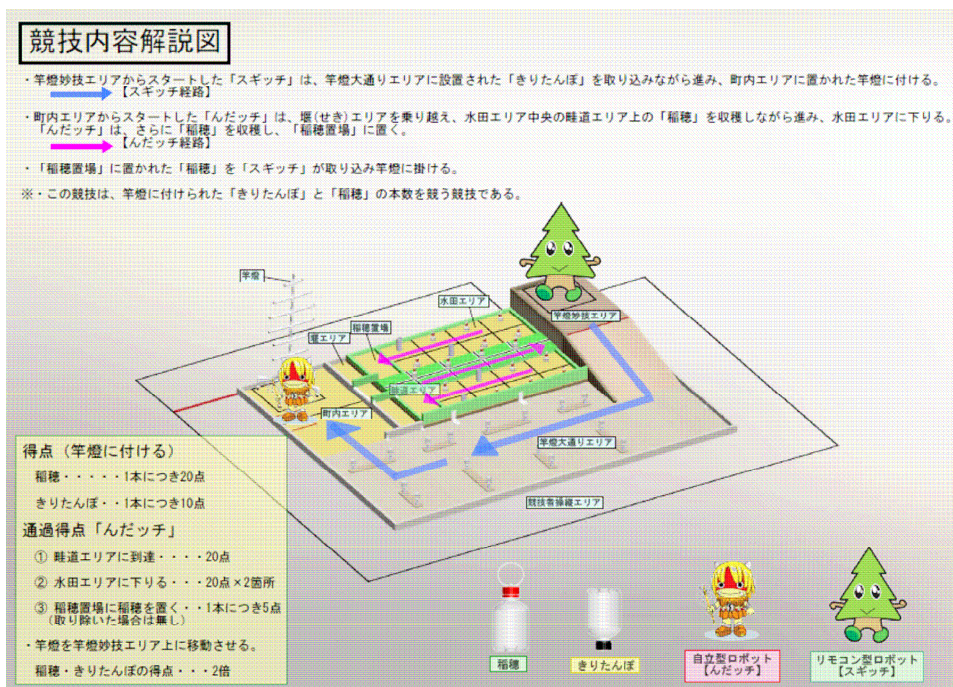 競技内容解説図
・竿燈妙技エリアからスタートした「スギッチ」は、竿燈大通りエリアに設置された「きりたんぽ」を取り込みながら進み、町内エリアに置かれた竿燈に付ける。
【スギッチ経路】
・町内エリアからスタートした「んだッチ」は、堰(せき)エリアを乗り越え、水田エリア中央の畦道エリア上の「稲穂」を収穫しながら進み、水田エリアに下りる。
「んだッチ」は、さらに「稲穂」を収穫し、「稲穂置場」に置く。
【んだッチ経路】
・「稲穂置場」に置かれた「稲穂」を「スギッチ」が取り込み竿燈に掛ける。
※・この競技は、竿燈に付けられた「きりたんぽ」と「稲穂」の本数を競う競技である。
竿燈
水田エリア
竿燈妙技エリア
稲穂置場
堰エリア
畦道エリア
町内エリア
竿燈大通りエリア
競技者操縦エリア
得点（竿燈に付ける）
稲穂・・・・・1本につき20点
きりたんぽ・・1本につき10点
通過得点「んだッチ」
① 畦道エリアに到達・・・・20点
② 水田エリアに下りる・・・20点×2箇所
③ 稲穂置場に稲穂を置く・・1本につき5点
（取り除いた場合は無し）
・竿燈を竿燈妙技エリア上に移動させる。
稲穂・きりたんぽの得点・・・2倍
稲穂
きりたんぽ
自立型ロボット
【んだッチ】
リモコン型ロボット
【スギッチ】